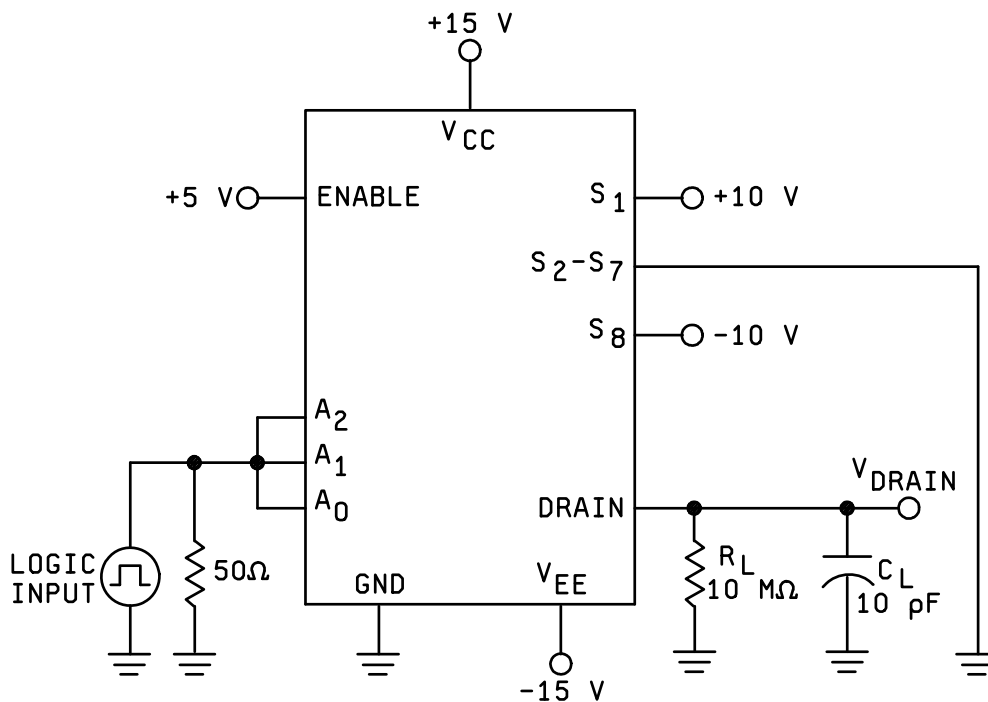 +15 V
VCC
+5 V
ENABLE
S1
+10 V
S2-S7
S8
-10 V
A2
A1
A0
DRAIN
VDRAIN
LOGIC
INPUT
50Ω
GND
VEE
RL
10 MΩ
CL
10 pF
-15 V